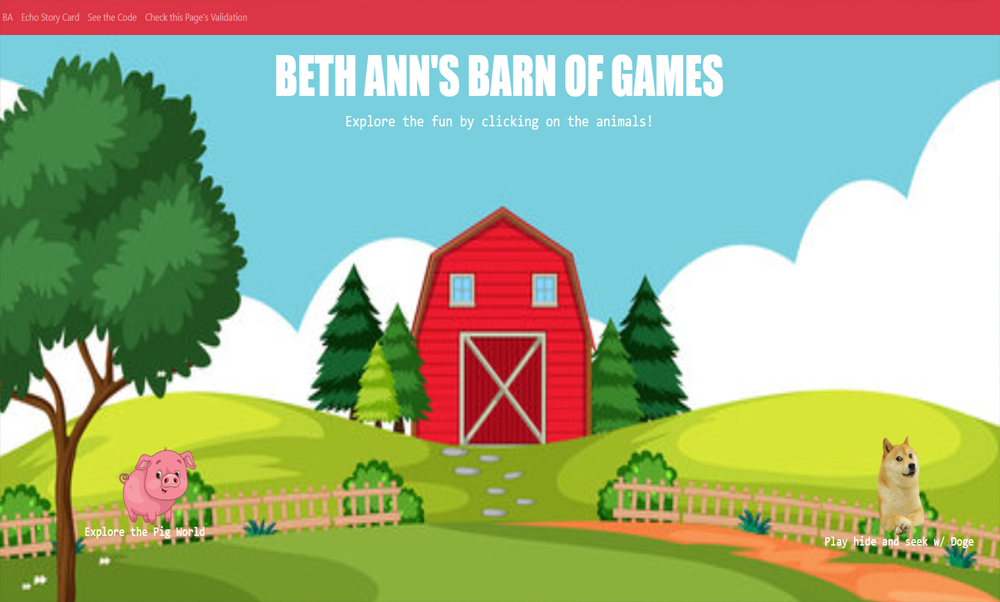 BA Echo Story Card See the Code Check this Page's Validation
BETH ANN'S BARN OF GAMES
Explore the fun by clicking on the animals!
Explore the Pig World
Play hide and seek w/ Doge